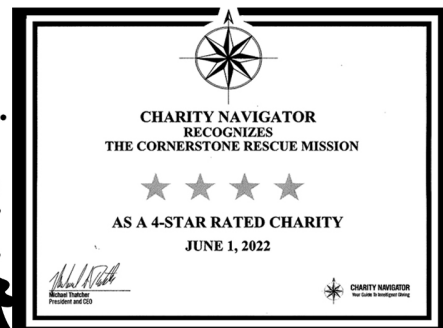 CHARITY NAVIGATOR
RECOGNIZES
THE CORNERSTONE RESCUE MISSION
AS A 4-STAR RATED CHARITY
JUNE 1, 2022
Michael Thatcher
President and CEO
CHARITY NAVIGATOR
Your Guide To Intelligent Giving